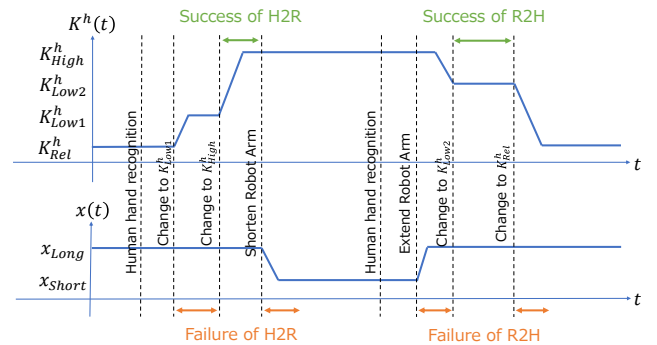 Success of H2R
Success of R2H
K^h(t)
K^h_High
K^h_Low2
K^h_Low1
K^h_Rel
t
Human hand recognition
Change to K^h_Low1
Change to K^h_High
Shorten Robot Arm
Human hand recognition
Extend Robot Arm
Change to K^h_Low2
Change to K^h_Rel
x(t)
x_Long
x_Short
t
Failure of H2R
Failure of R2H